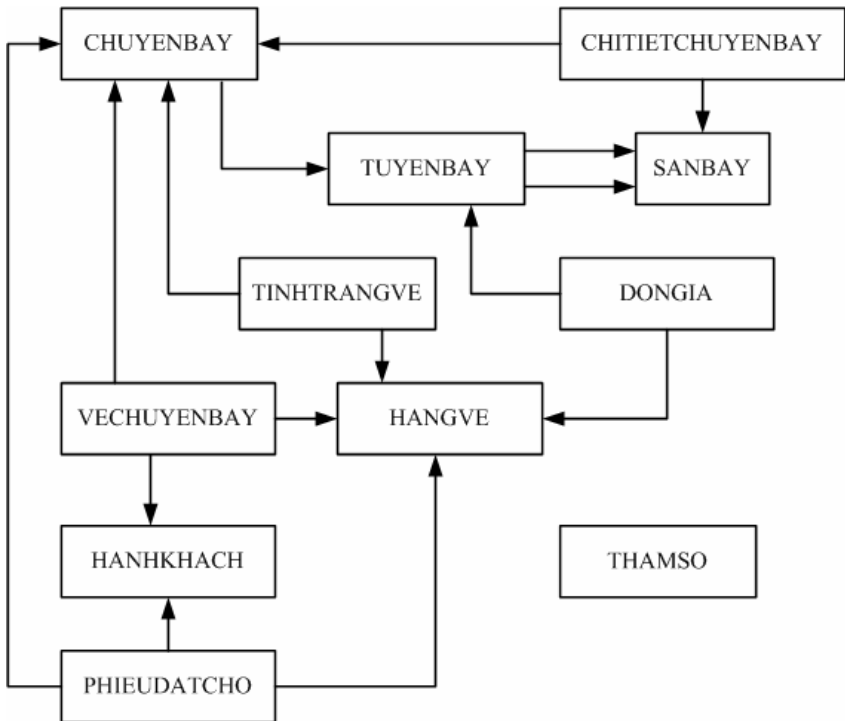 CHUYENBAY
CHITIETCHUYENBAY
TUYENBAY
SANBAY
TINHTRANGVE
DONGIA
VECHUYENBAY
HANGVE
HANHKHACH
THAMSO
PHIEUDATCHO